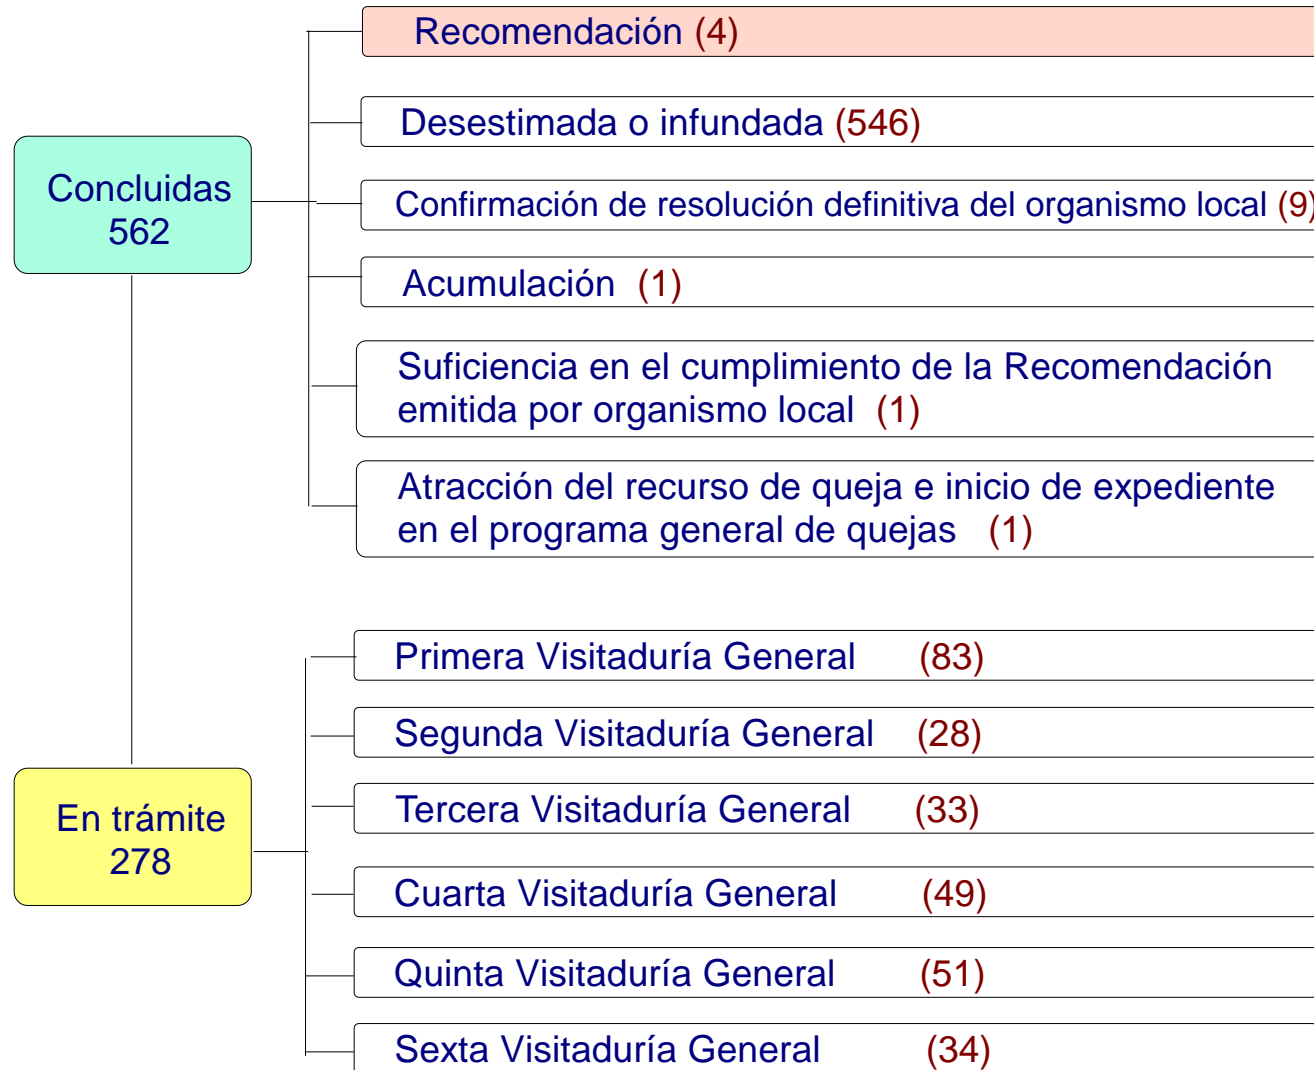 Recomendación (4)
Desestimada o infundada (546)
Concluidas
562
Confirmación de resolución definitiva del organismo local (9)
Acumulación (1)
Suficiencia en el cumplimiento de la Recomendación
emitida por organismo local (1)
Atracción del recurso de queja e inicio de expediente
en el programa general de quejas (1)
Primera Visitaduría General (83)
Segunda Visitaduría General (28)
En trámite
278
Tercera Visitaduría General (33)
Cuarta Visitaduría General (49)
Quinta Visitaduría General (51)
Sexta Visitaduría General (34)